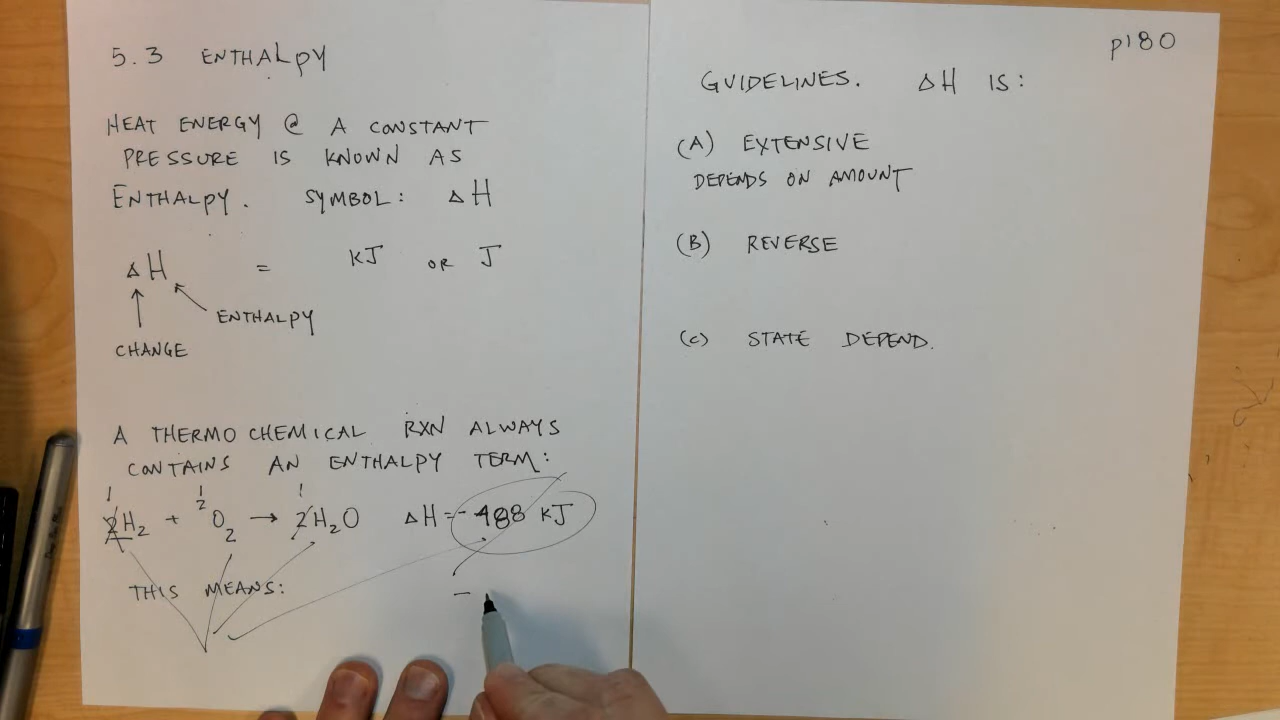 5.3 ENTHALPY
HEAT ENERGY @ A CONSTANT
PRESSURE IS KNOWN AS
ENTHALPY. SYMBOL: ΔH
ΔH = KJ OR J
ENTHALPY
CHANGE
A THERMOCHEMICAL RXN ALWAYS
CONTAINS AN ENTHALPY TERM:
1 1/2 1
2H2 + O2 → 2H2O ΔH = -488 KJ
THIS MEANS:
-
p180
GUIDELINES. ΔH IS:
(A) EXTENSIVE
DEPENDS ON AMOUNT
(B) REVERSE
(C) STATE DEPEND.